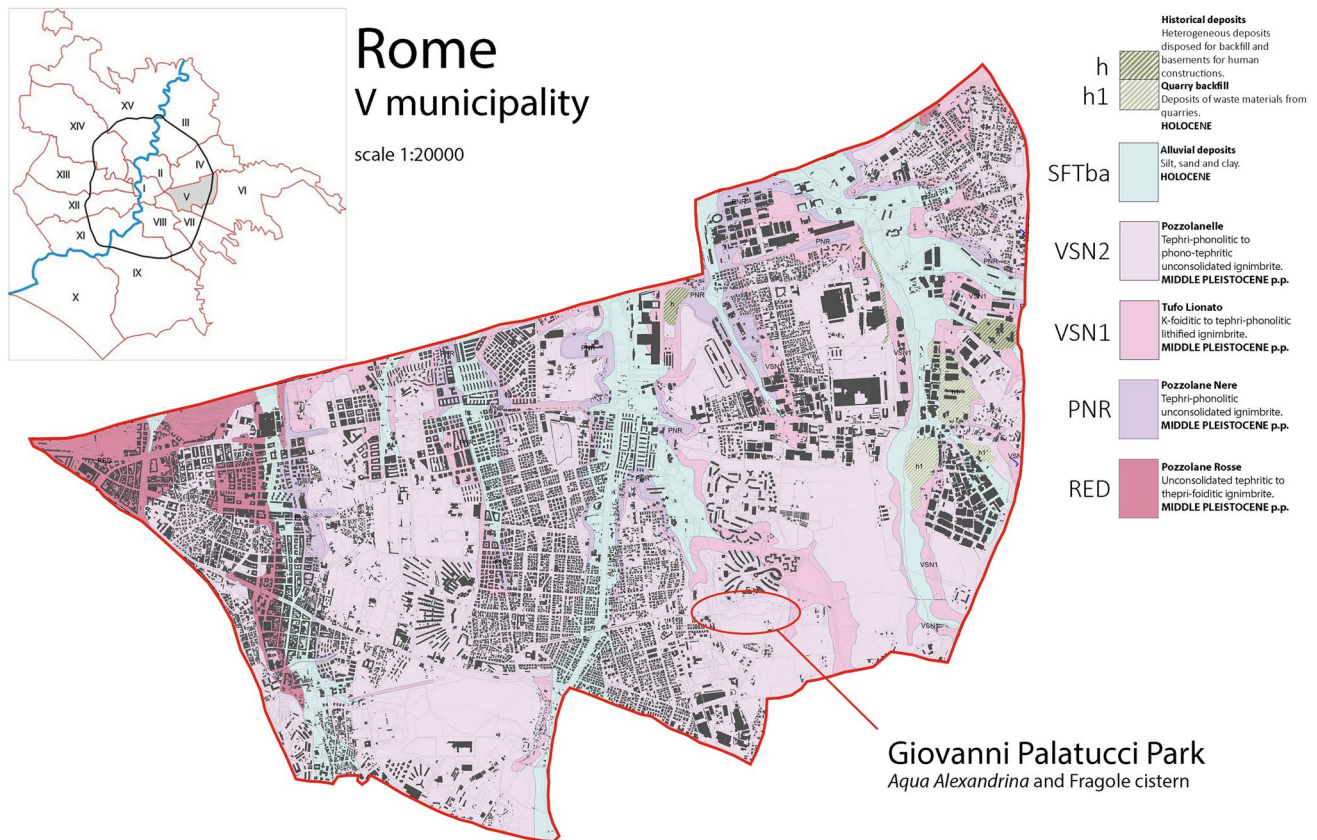 Rome
V municipality
scale 1:20000
XV
III
XIV
IV
XIII
II
I
V
VI
XII
VIII
VII
XI
IX
X
h
h1
Historical deposits
Heterogeneous deposits
disposed for backfill and
basements for human
constructions.
Quarry backfill
Deposits of waste materials from
quarries.
HOLOCENE
SFTba
Alluvial deposits
Silt, sand and clay.
HOLOCENE
VSN2
Pozzolanelle
Tephri-phonolitic to
phono-tephritic
unconsolidated ignimbrite.
MIDDLE PLEISTOCENE p.p.
VSN1
Tufo Lionato
K-foiditic to tephri-phonolitic
lithified ignimbrite.
MIDDLE PLEISTOCENE p.p.
PNR
Pozzolane Nere
Tephri-phonolitic
unconsolidated ignimbrite.
MIDDLE PLEISTOCENE p.p.
RED
Pozzolane Rosse
Unconsolidated tephritic to
thepri-foiditic ignimbrite.
MIDDLE PLEISTOCENE p.p.
PNR
PNR
PNR
PNR
h
VSN1
VSN1
VSN1
PNR
PNR
PNR
RED
h1
h1
VSN1
VSN1
Giovanni Palatucci Park
Aqua Alexandrina and Fragole cistern